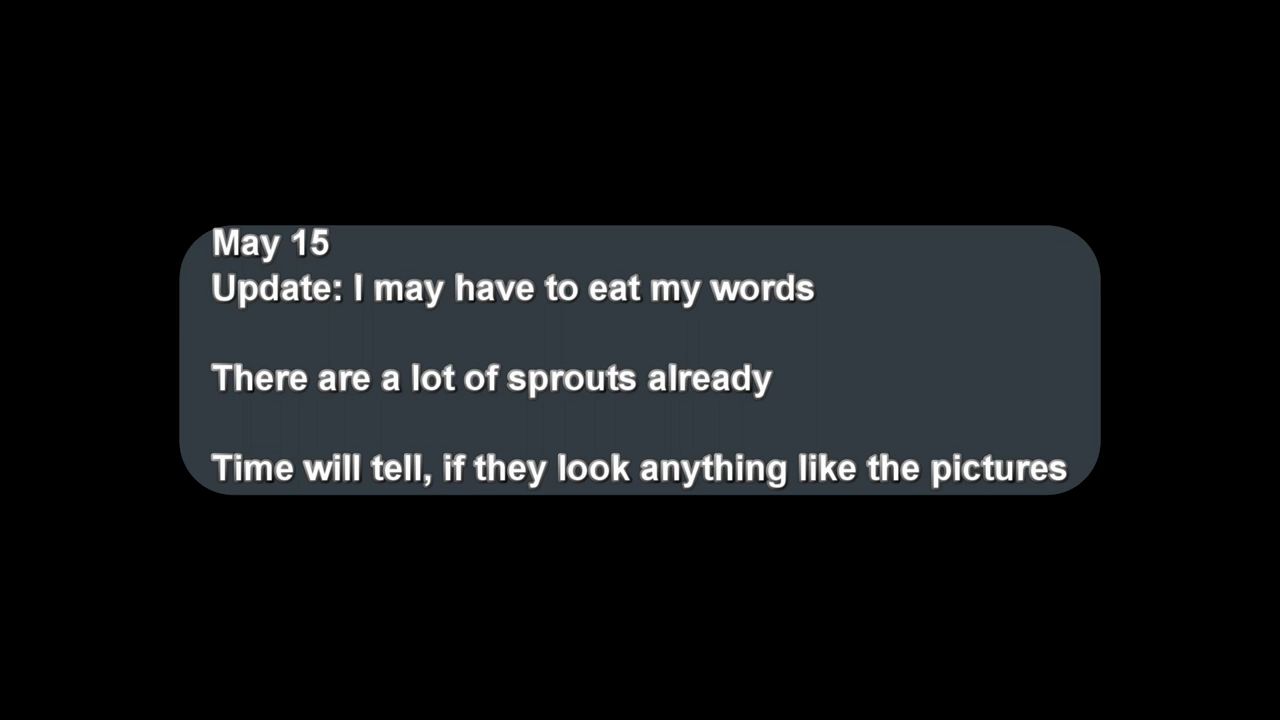 May 15
Update: I may have to eat my words
There are a lot of sprouts already
Time will tell, if they look anything like the pictures